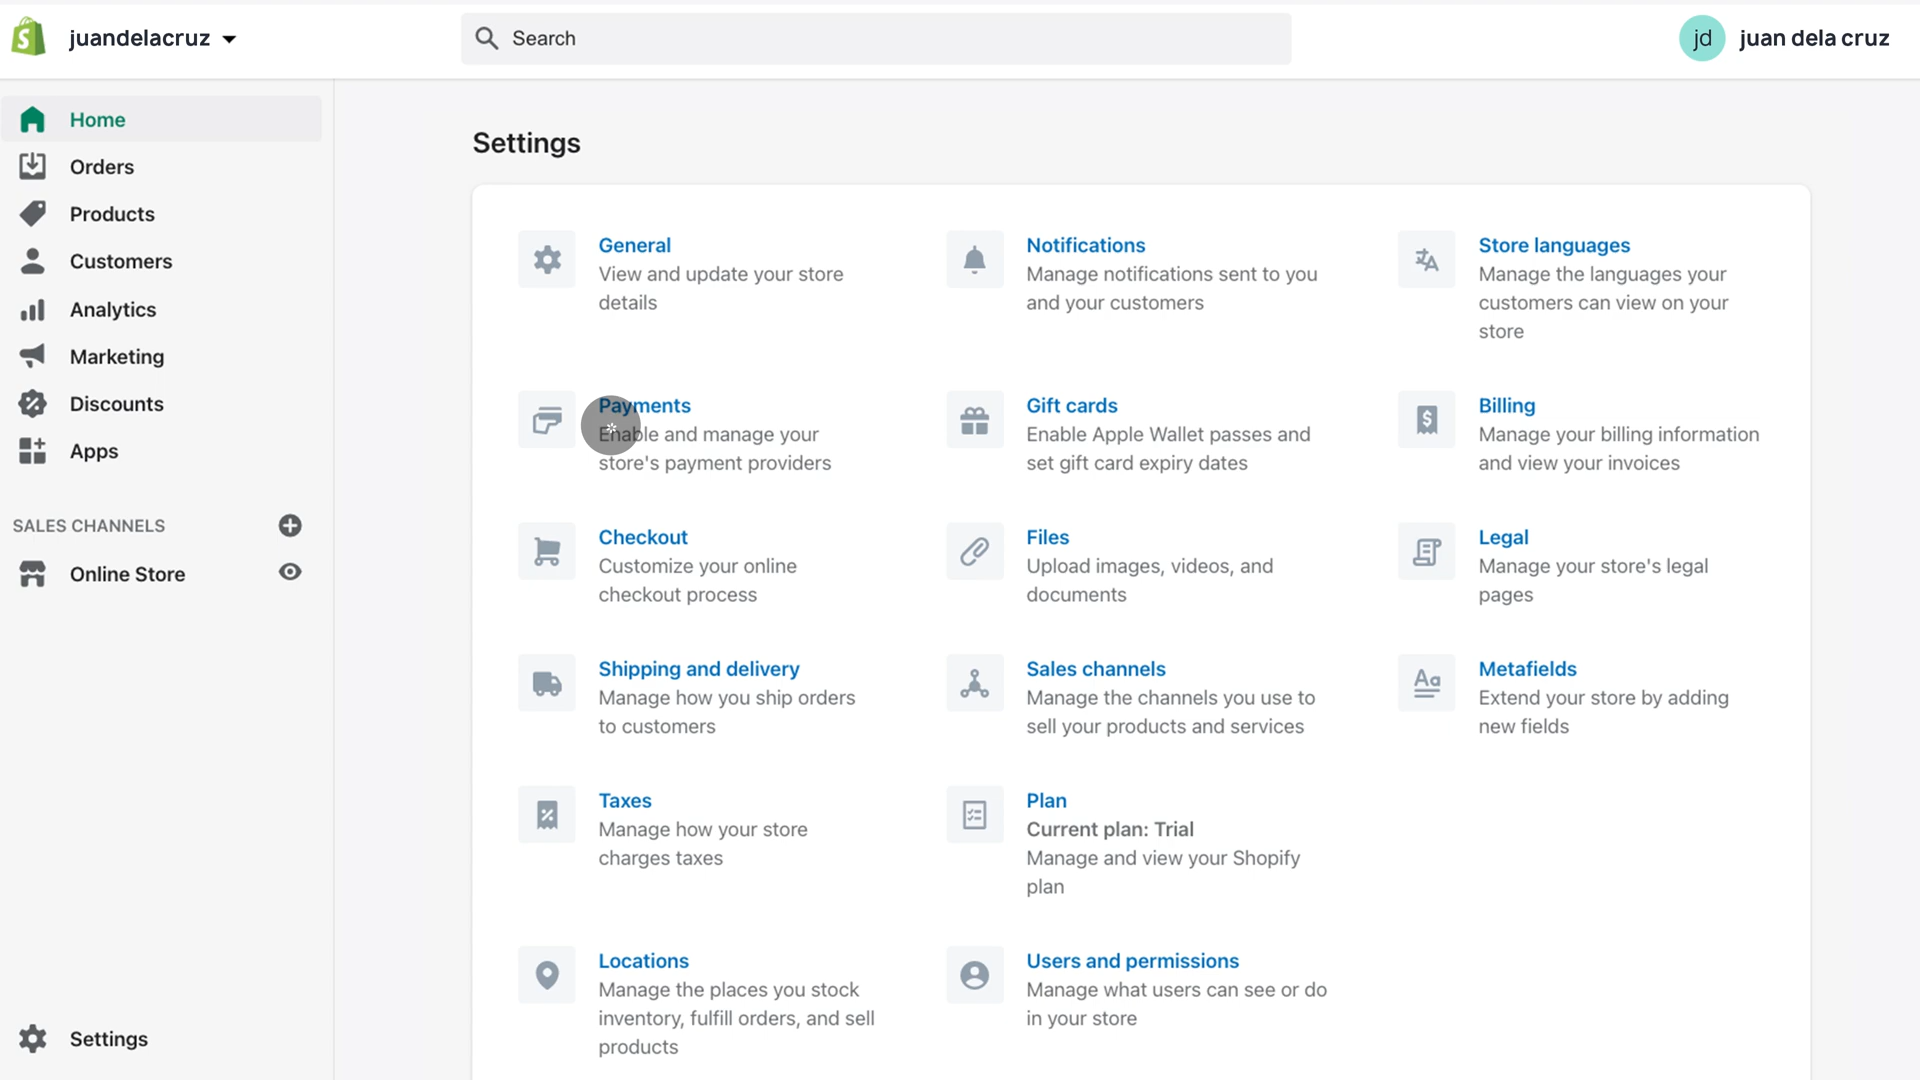 juandelacruz
Search
jd
juan dela cruz
Home
Orders
Products
Customers
Analytics
Marketing
Discounts
Apps
SALES CHANNELS
Online Store
Settings
Settings
General
View and update your store
details
Notifications
Manage notifications sent to you
and your customers
Store languages
Manage the languages your
customers can view on your
store
Payments
Enable and manage your
store's payment providers
Gift cards
Enable Apple Wallet passes and
set gift card expiry dates
Billing
Manage your billing information
and view your invoices
Checkout
Customize your online
checkout process
Files
Upload images, videos, and
documents
Legal
Manage your store's legal
pages
Shipping and delivery
Manage how you ship orders
to customers
Sales channels
Manage the channels you use to
sell your products and services
Metafields
Extend your store by adding
new fields
Taxes
Manage how your store
charges taxes
Plan
Current plan: Trial
Manage and view your Shopify
plan
Locations
Manage the places you stock
inventory, fulfill orders, and sell
products
Users and permissions
Manage what users can see or do
in your store